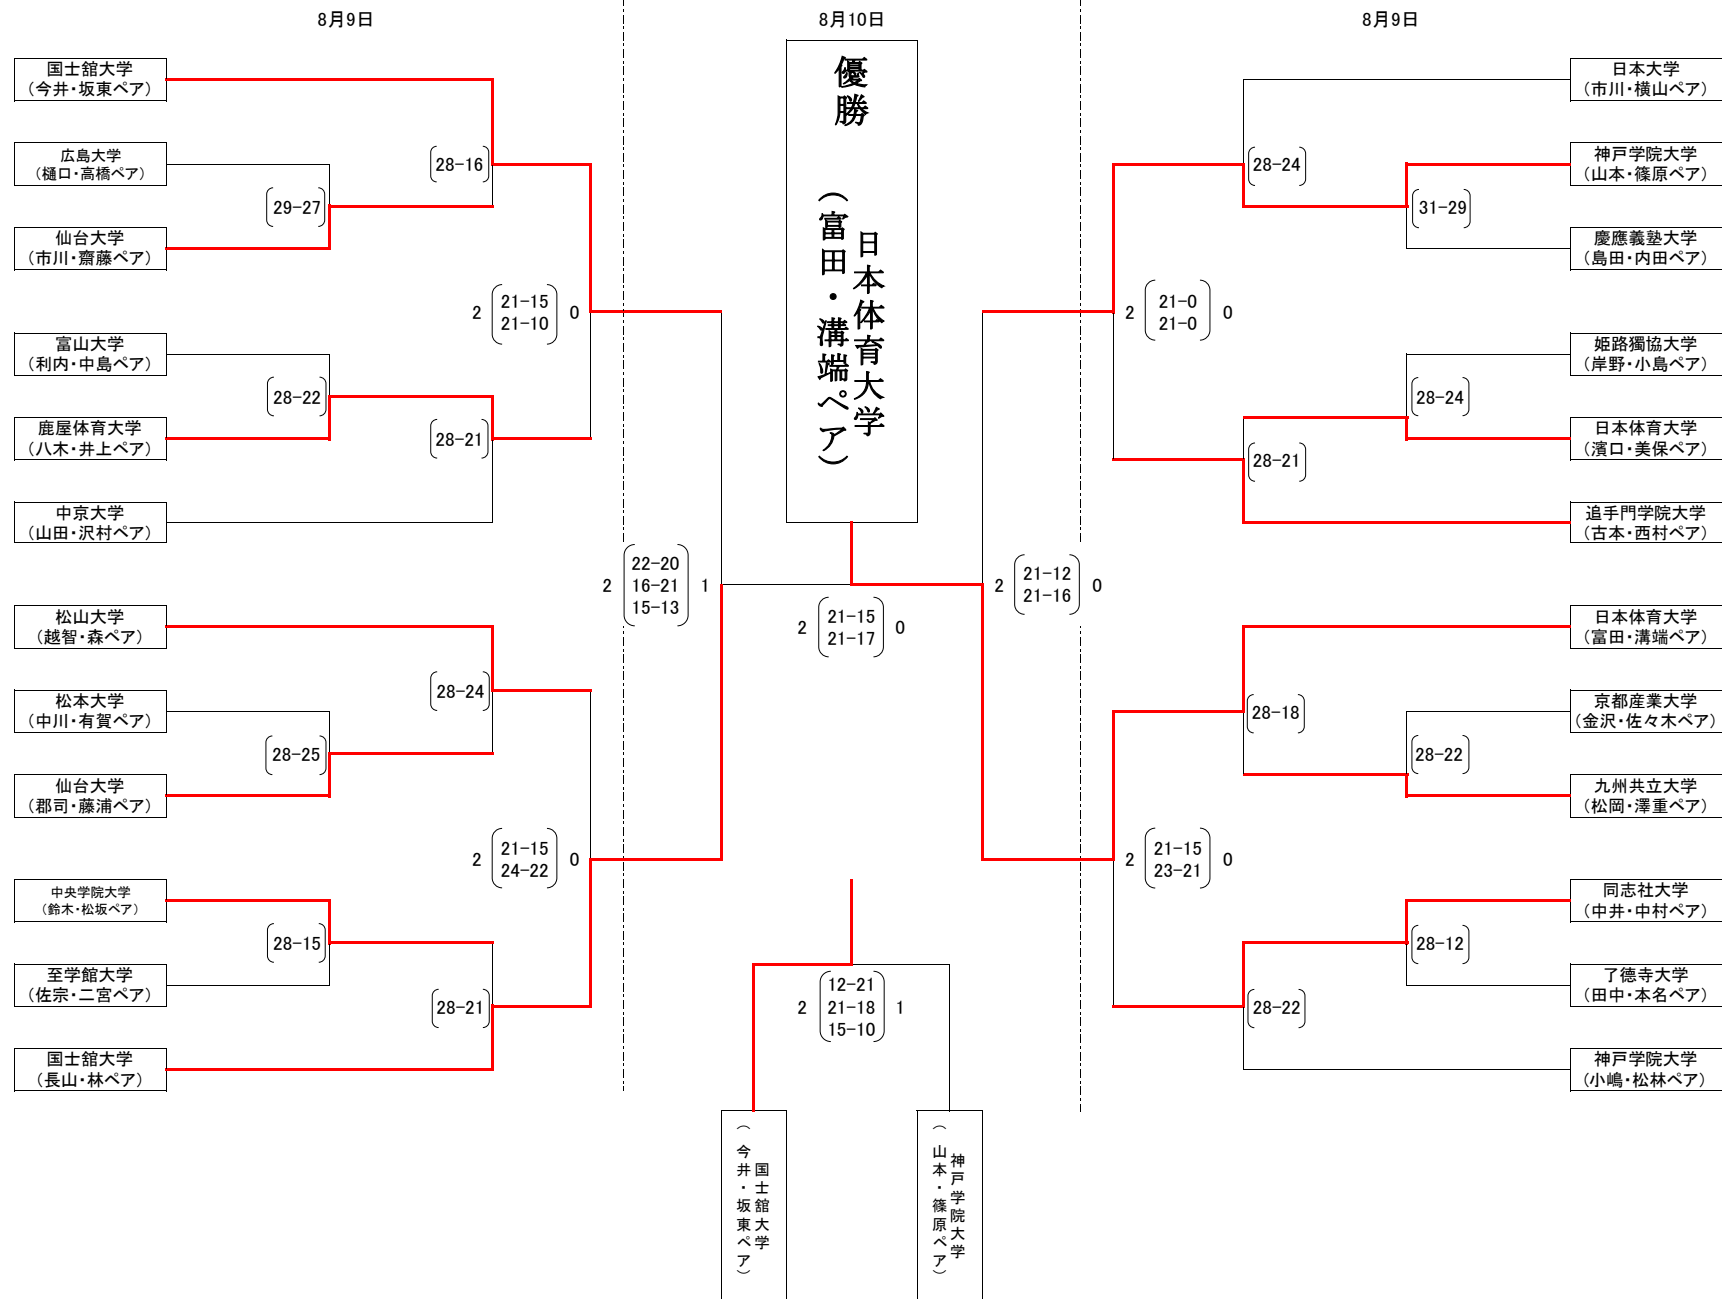 8月9日
8月10日
8月9日
国士舘大学
（今井・坂東ペア）
広島大学
（樋口・高橋ペア）
仙台大学
（市川・齋藤ペア）
富山大学
（利内・中島ペア）
鹿屋体育大学
（八木・井上ペア）
中京大学
（山田・沢村ペア）
松山大学
（越智・森ペア）
松本大学
（中川・有賀ペア）
仙台大学
（郡司・藤浦ペア）
中央学院大学
（鈴木・松坂ペア）
至学館大学
（佐宗・二宮ペア）
国士舘大学
（長山・林ペア）
29-27
28-22
28-25
28-15
28-16
28-21
28-24
28-21
2 21-15 0
21-10
2 21-15 0
24-22
22-20
2 16-21 1
15-13
優勝
日本体育大学
（富田・溝端ペア）
2 21-15 0
21-17
12-21
2 21-18 1
15-10
国士舘大学
（今井・坂東ペア）
神戸学院大学
（山本・篠原ペア）
2 21-12 0
21-16
2 21-0 0
21-0
2 21-15 0
23-21
28-24
28-21
28-18
28-22
31-29
28-24
28-22
28-12
日本大学
（市川・横山ペア）
神戸学院大学
（山本・篠原ペア）
慶應義塾大学
（島田・内田ペア）
姫路獨協大学
（岸野・小島ペア）
日本体育大学
（濱口・美保ペア）
追手門学院大学
（古本・西村ペア）
日本体育大学
（富田・溝端ペア）
京都産業大学
（金沢・佐々木ペア）
九州共立大学
（松岡・澤重ペア）
同志社大学
（中井・中村ペア）
了德寺大学
（田中・本名ペア）
神戸学院大学
（小嶋・松林ペア）